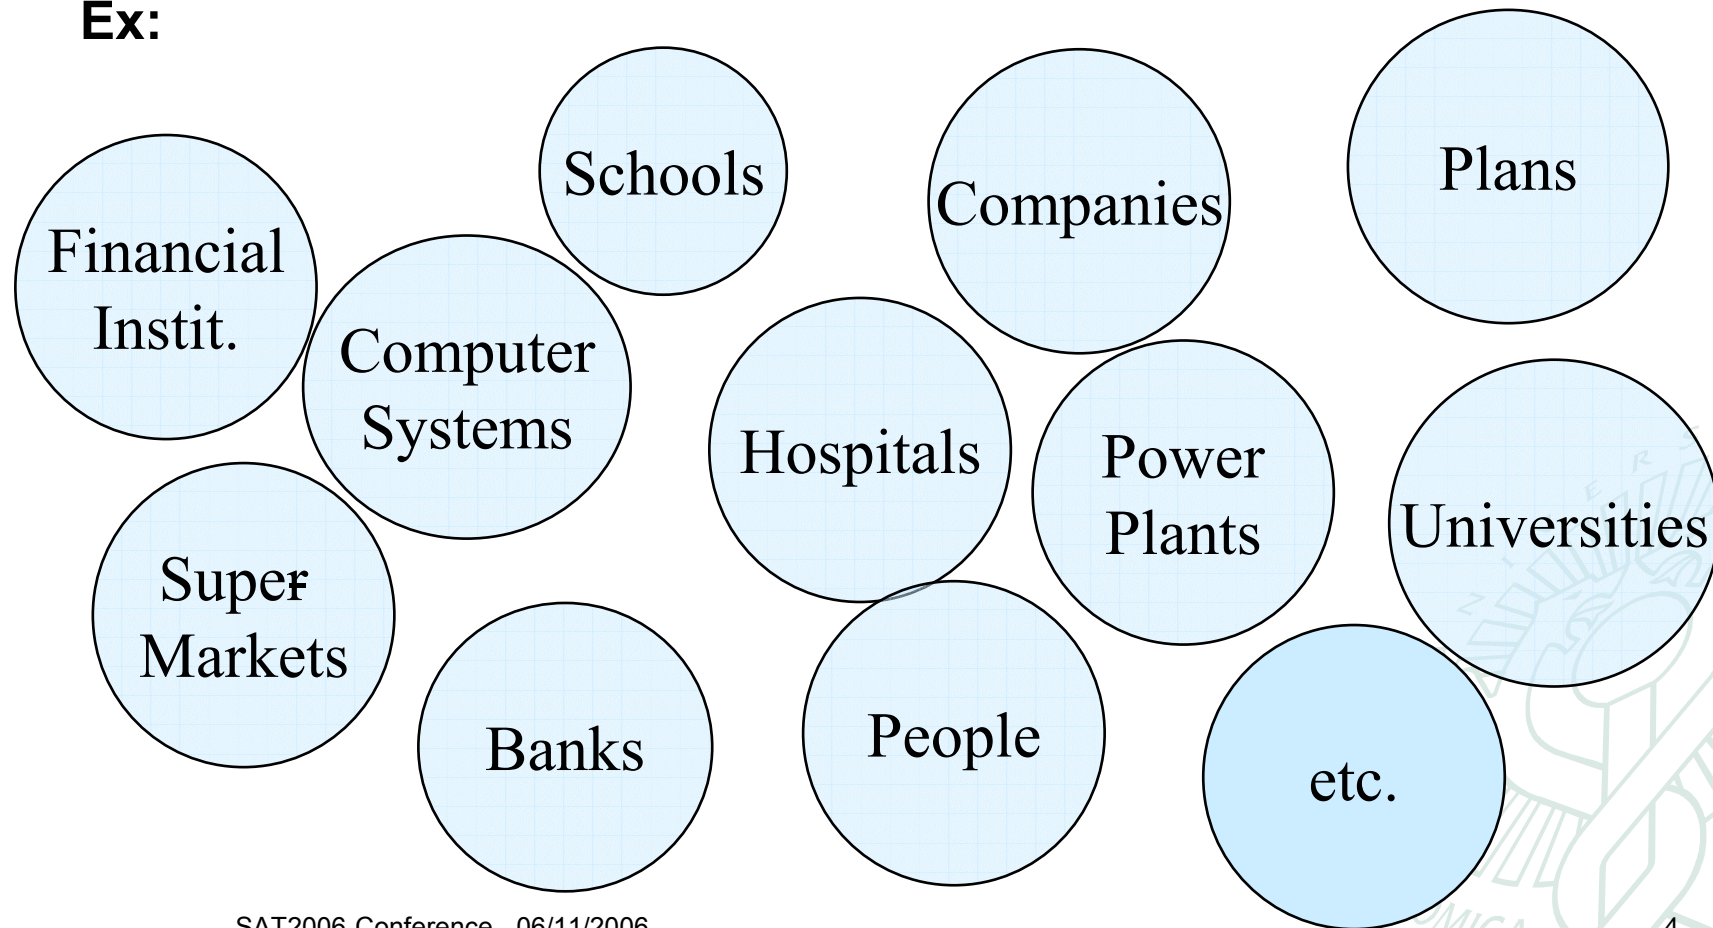 Ex:
Schools
Companies
Plans
Financial
Instit.
Computer
Systems
Hospitals
Power
Plants
Universities
Super-
Markets
Banks
People
etc.
SAT2006 Conference - 06/11/2006
4